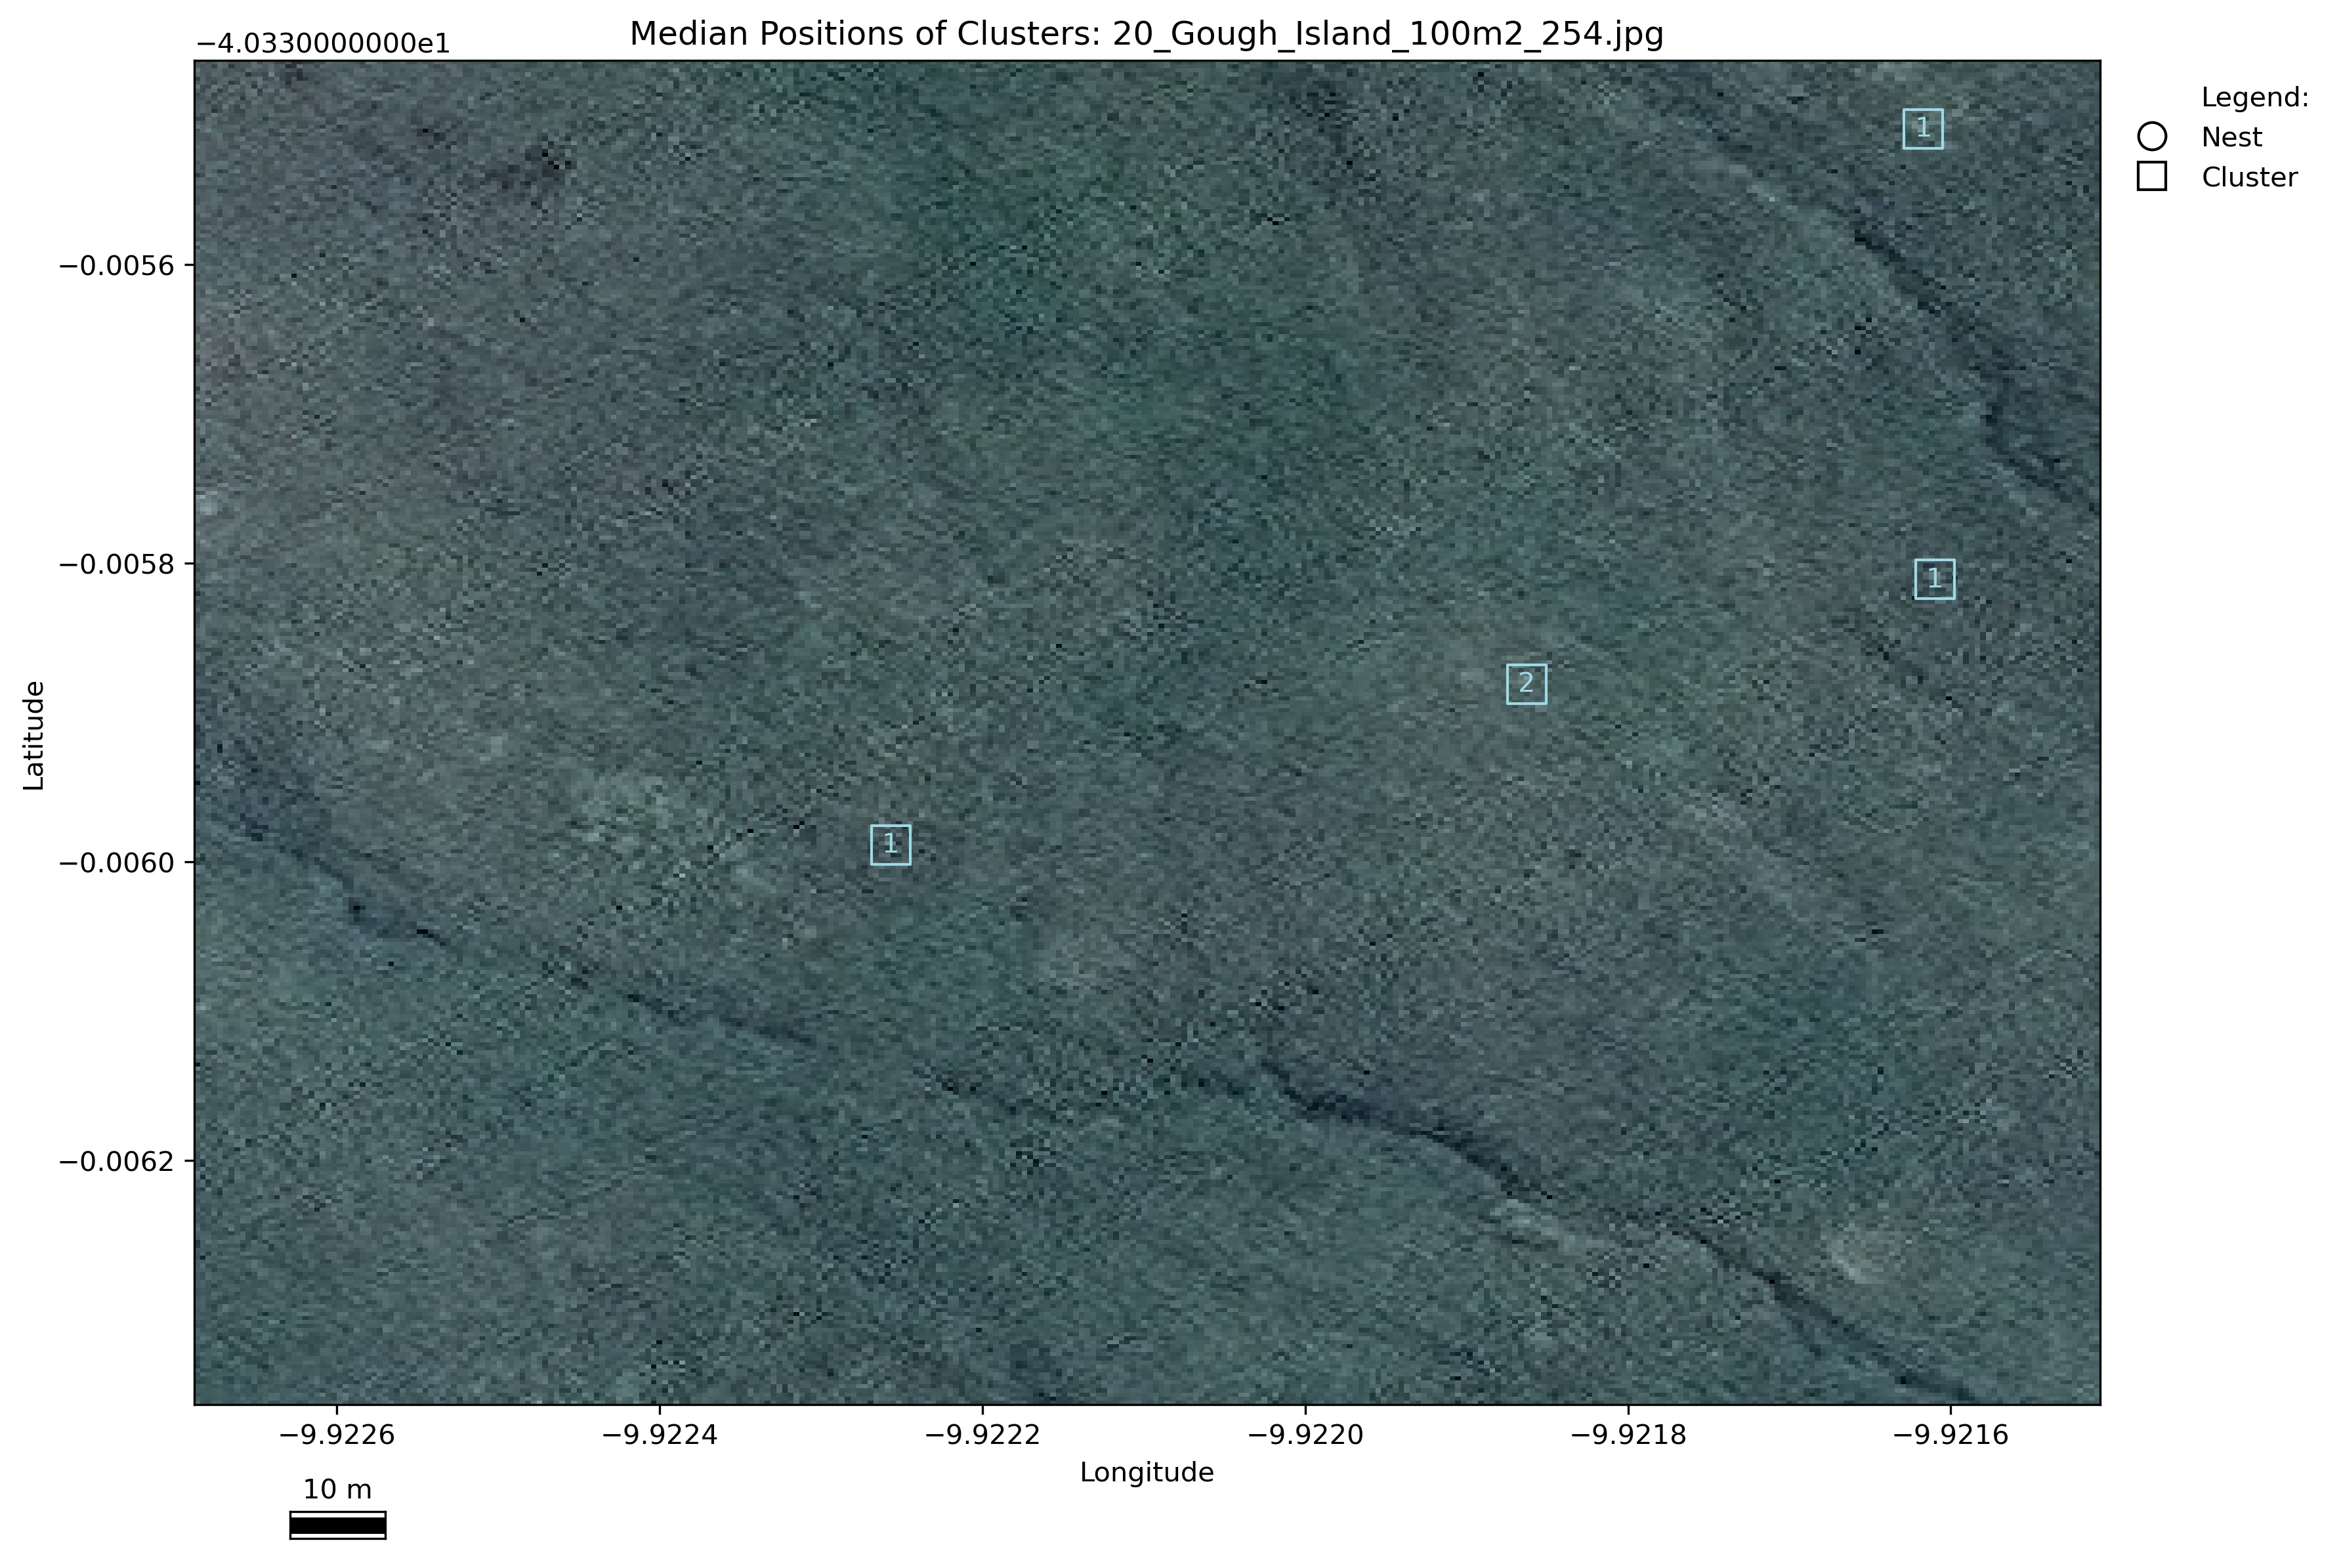 Median Positions of Clusters: 20_Gough_Island_100m2_254.jpg
−4.0330000000e1
Legend:
Nest
Cluster
1
−0.0056
−0.0058
1
2
Latitude
1
−0.0060
−0.0062
−9.9226 −9.9224 −9.9222 −9.9220 −9.9218 −9.9216
Longitude
10 m